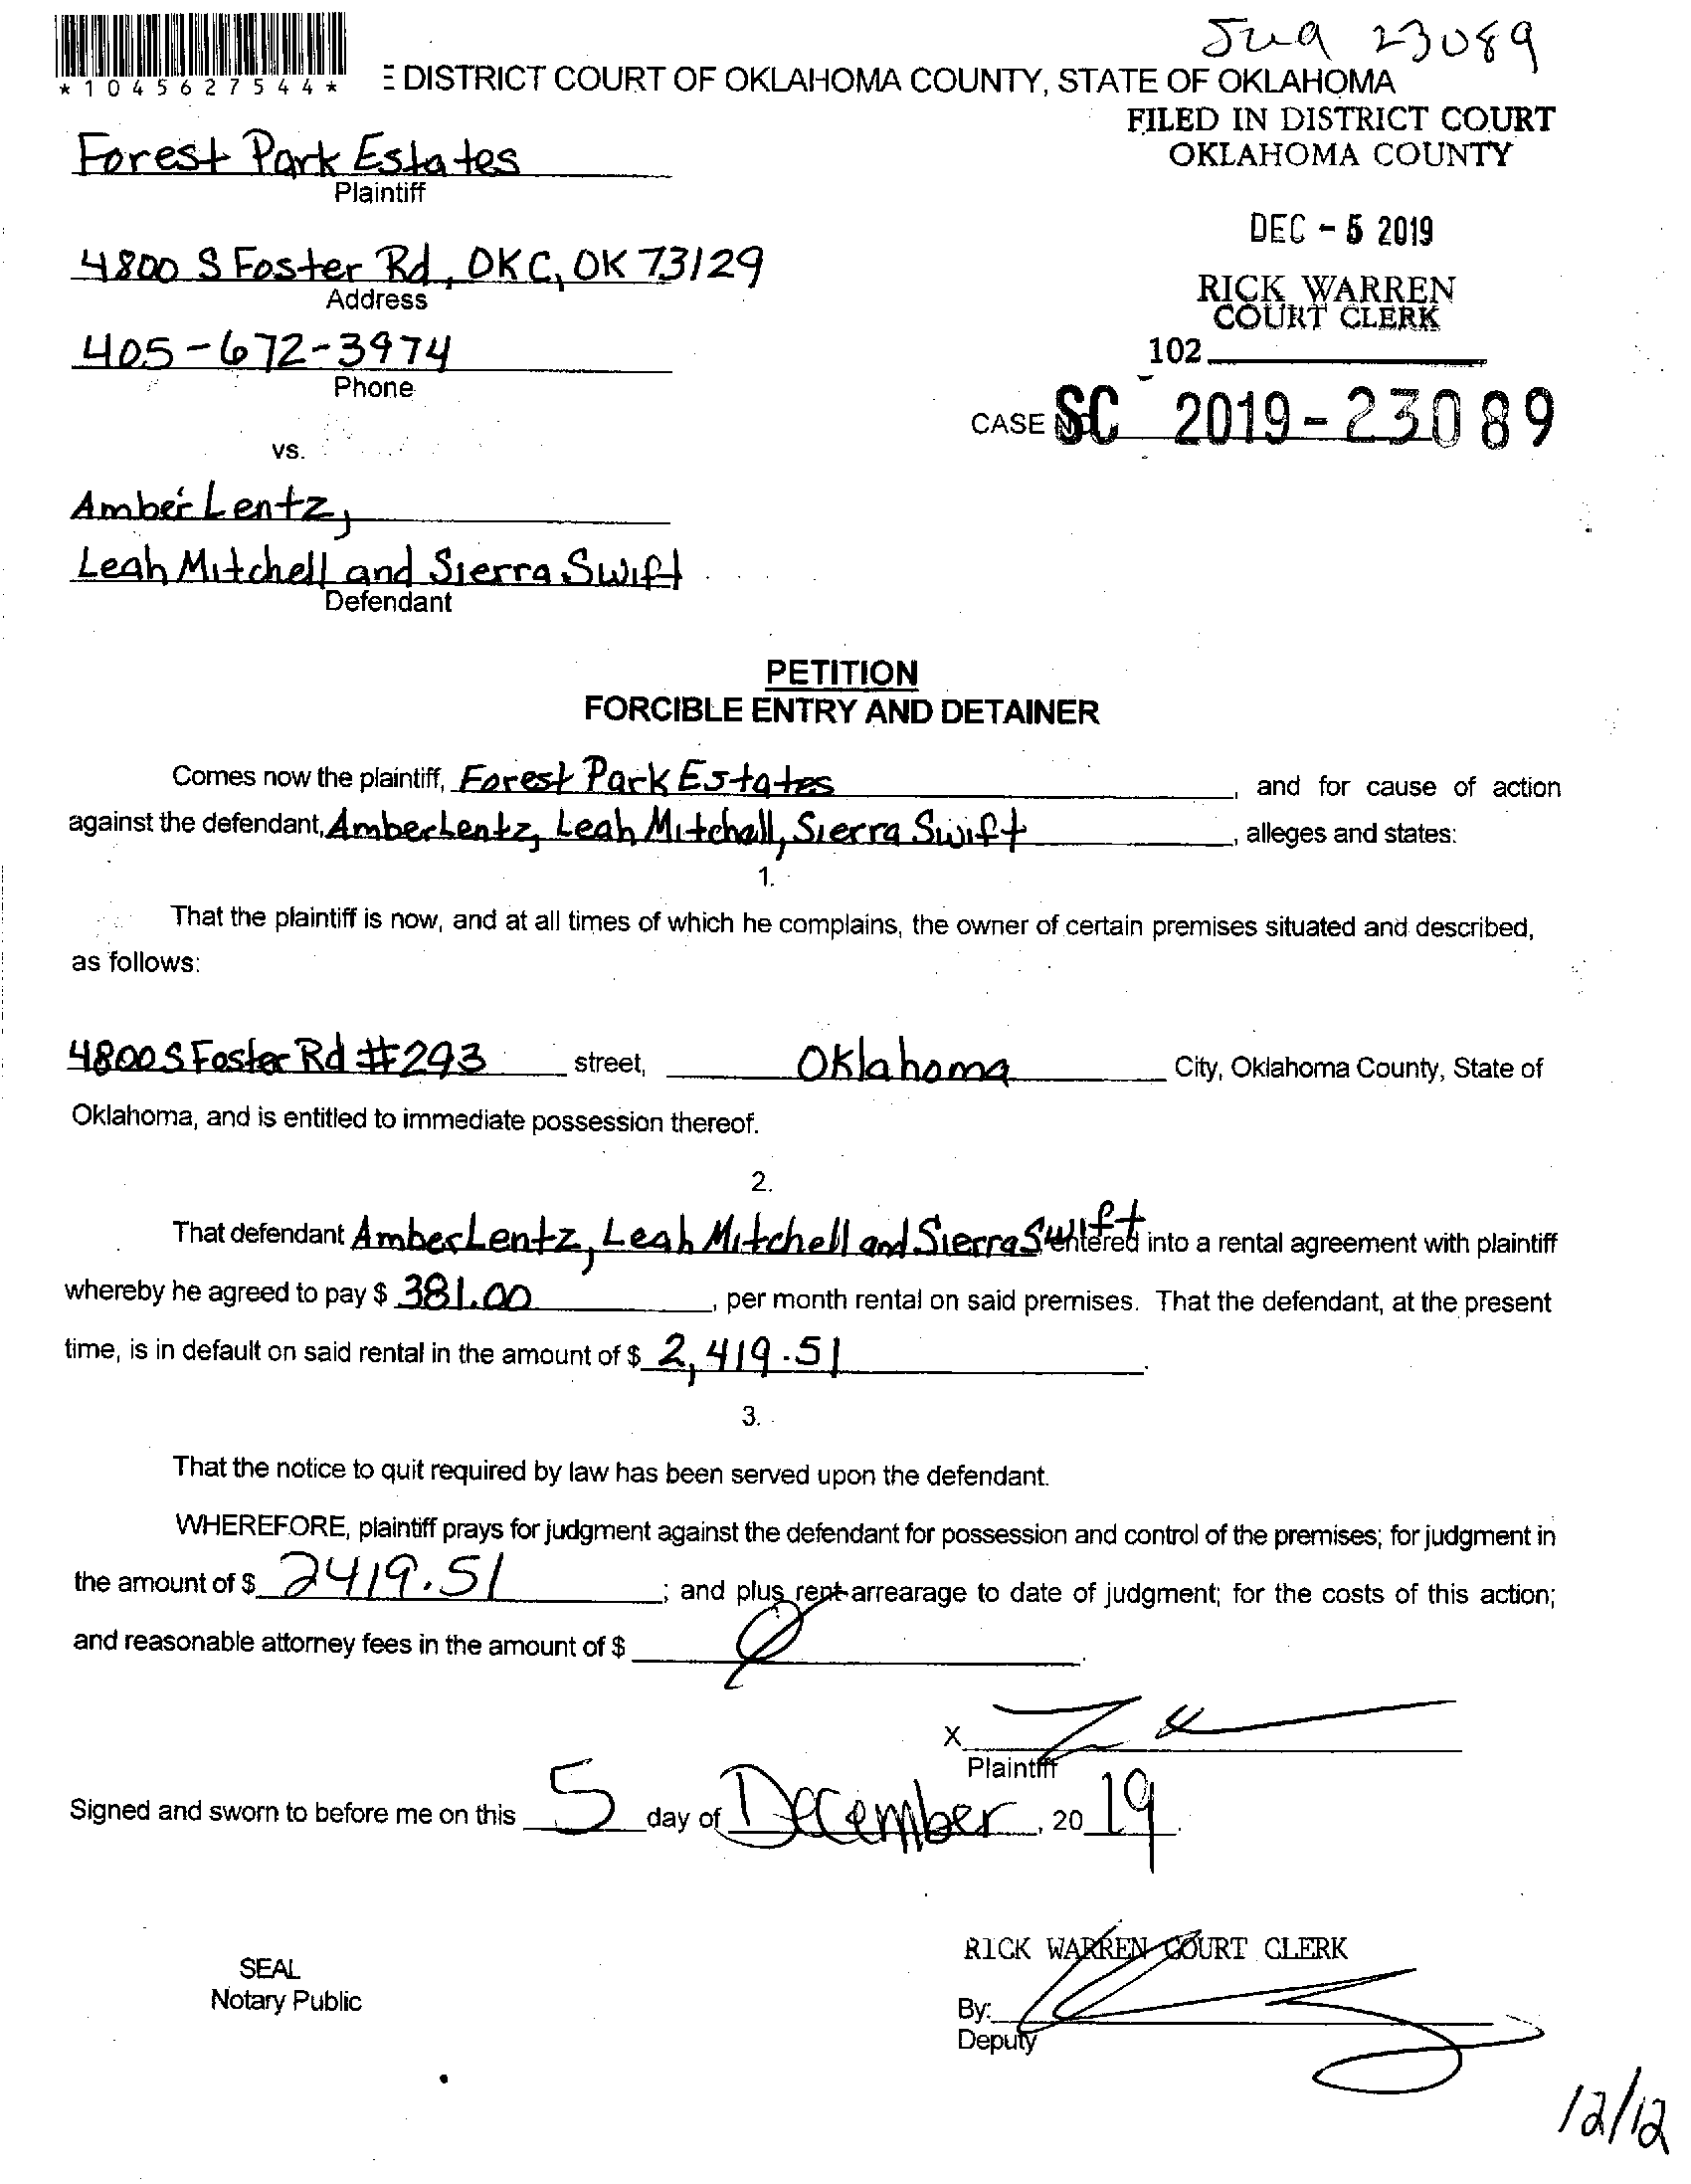 Jug 23089
*1045627544*
E DISTRICT COURT OF OKLAHOMA COUNTY, STATE OF OKLAHOMA
FILED IN DISTRICT COURT
OKLAHOMA COUNTY
Forest Park Estates
Plaintiff
DEC - 5 2019
4800 S Foster Rd, OKC, OK 73129
Address
RICK WARREN
COURT CLERK
405-672-3974
Phone
102
CASE NO. SC 2019-23089
vs.
Amber Lentz,
Leah Mitchell and Sierra Swift
Defendant
PETITION
FORCIBLE ENTRY AND DETAINER
Comes now the plaintiff, Forest Park Estates, and for cause of action
against the defendant, Amber Lentz, Leah Mitchell, Sierra Swift, alleges and states:
1.
That the plaintiff is now, and at all times of which he complains, the owner of certain premises situated and described,
as follows:
4800 S Foster Rd #293 street, Oklahoma City, Oklahoma County, State of
Oklahoma, and is entitled to immediate possession thereof.
2.
That defendant Amber Lentz, Leah Mitchell and Sierra Swift entered into a rental agreement with plaintiff
whereby he agreed to pay $ 381.00, per month rental on said premises. That the defendant, at the present
time, is in default on said rental in the amount of $ 2,419.51.
3.
That the notice to quit required by law has been served upon the defendant.
WHEREFORE, plaintiff prays for judgment against the defendant for possession and control of the premises; for judgment in
the amount of $ 2419.51; and plus rent arrearage to date of judgment; for the costs of this action;
and reasonable attorney fees in the amount of $
X
Plaintiff
Signed and sworn to before me on this 5 day of December, 20 19.
RICK WARREN COURT CLERK
SEAL
Notary Public
By:
Deputy
12/12